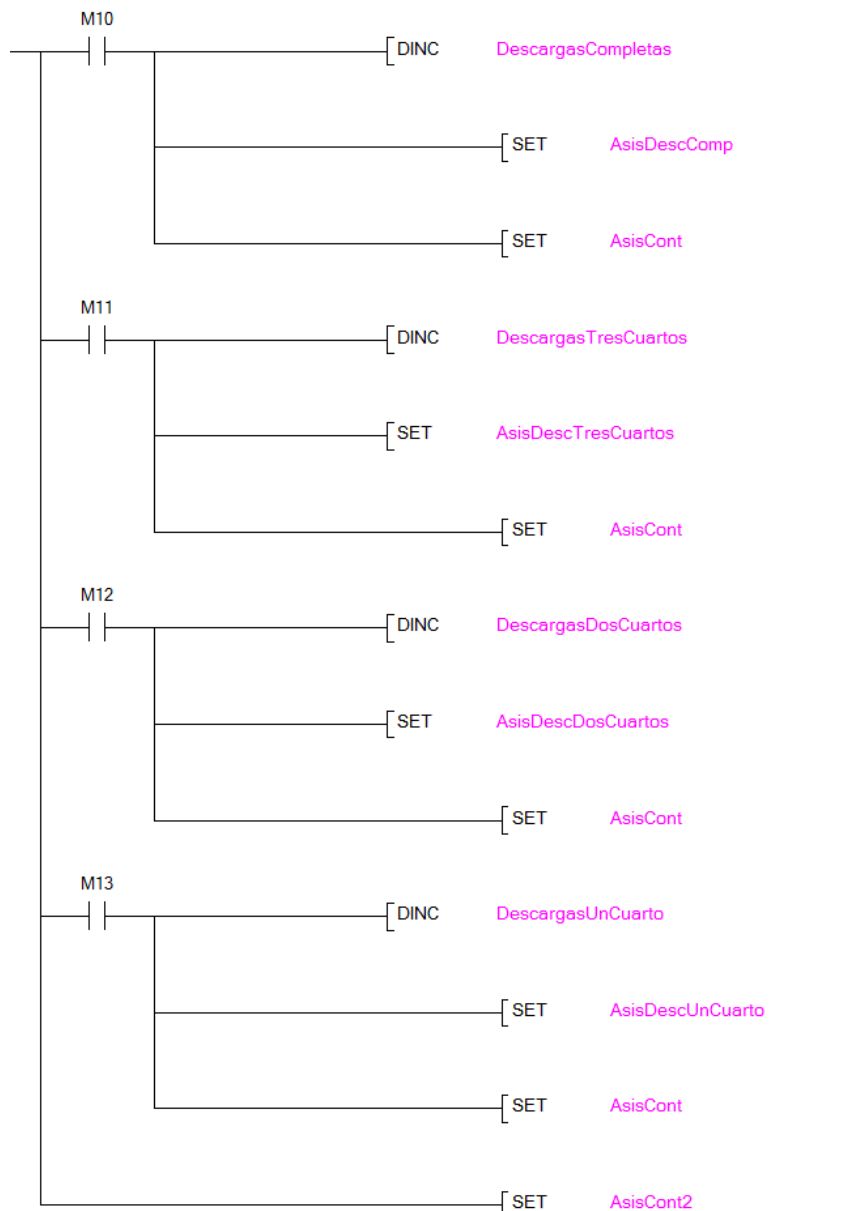 M10
DINC DescargasCompletas
SET AsisDescComp
SET AsisCont
M11
DINC DescargasTresCuartos
SET AsisDescTresCuartos
SET AsisCont
M12
DINC DescargasDosCuartos
SET AsisDescDosCuartos
SET AsisCont
M13
DINC DescargasUnCuarto
SET AsisDescUnCuarto
SET AsisCont
SET AsisCont2